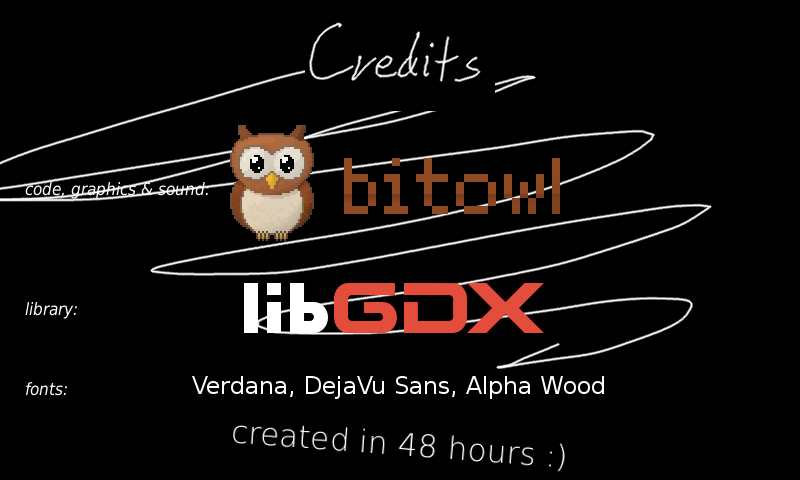 Credits
code, graphics & sound: bitowl
library: libGDX
fonts: Verdana, DejaVu Sans, Alpha Wood
created in 48 hours :)